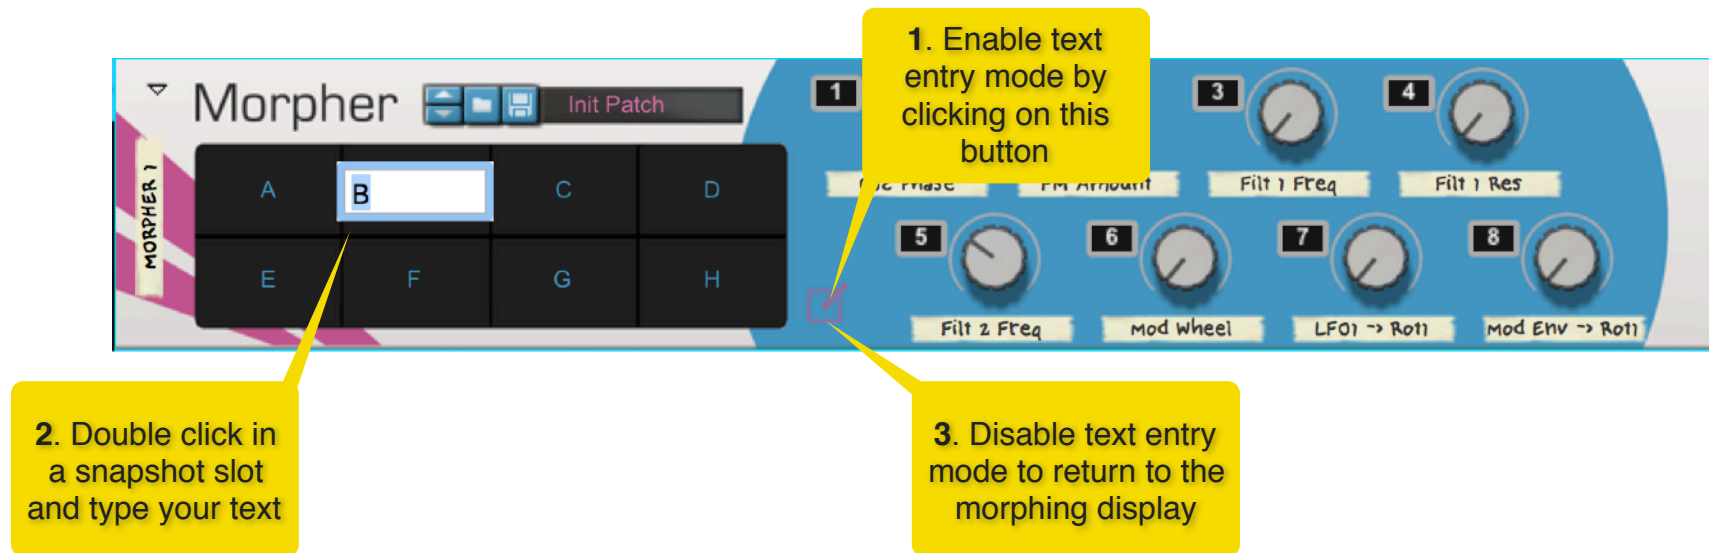 1. Enable text
entry mode by
clicking on this
button
Morpher
Init Patch
MORPHER 1
A
B
C
D
E
F
G
H
1
3
4
Phase
FM Amount
Filt 1 Freq
Filt 1 Res
5
6
7
8
Filt 2 Freq
Mod Wheel
LFO1 -> Rot1
Mod Env -> Rot1
2. Double click in
a snapshot slot
and type your text
3. Disable text entry
mode to return to the
morphing display